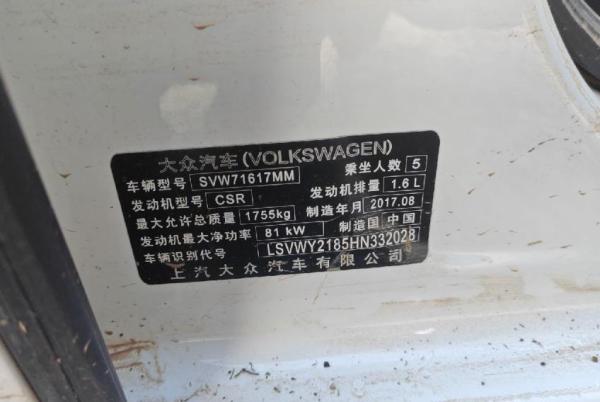 大众汽车(VOLKSWAGEN)
车辆型号 SVW71617MM 乘坐人数 5
发动机型号 CSR 发动机排量 1.6 L
最大允许总质量 1755kg 制造年月 2017.08
发动机最大净功率 81 kW 制造国 中国
车辆识别代号 LSVWY2185HN332028
上汽大众汽车有限公司